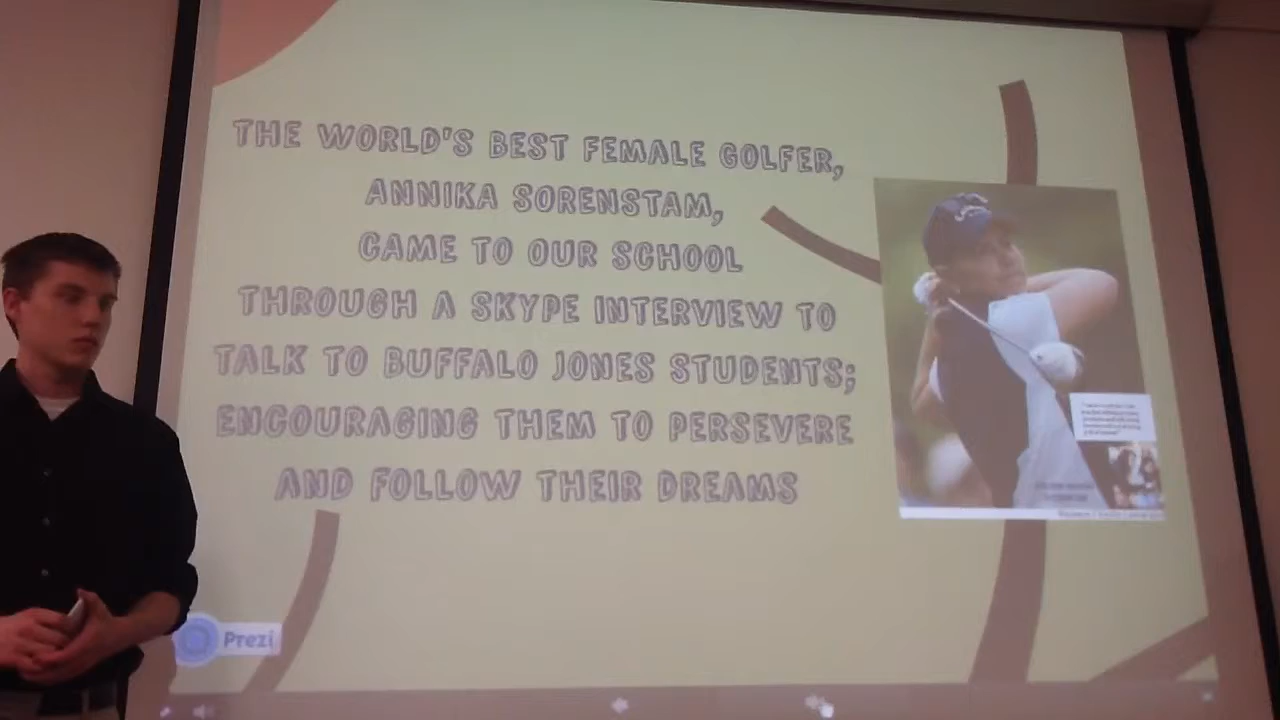 THE WORLD'S BEST FEMALE GOLFER,
ANNIKA SORENSTAM,
CAME TO OUR SCHOOL
THROUGH A SKYPE INTERVIEW TO
TALK TO BUFFALO JONES STUDENTS;
ENCOURAGING THEM TO PERSEVERE
AND FOLLOW THEIR DREAMS
Prezi